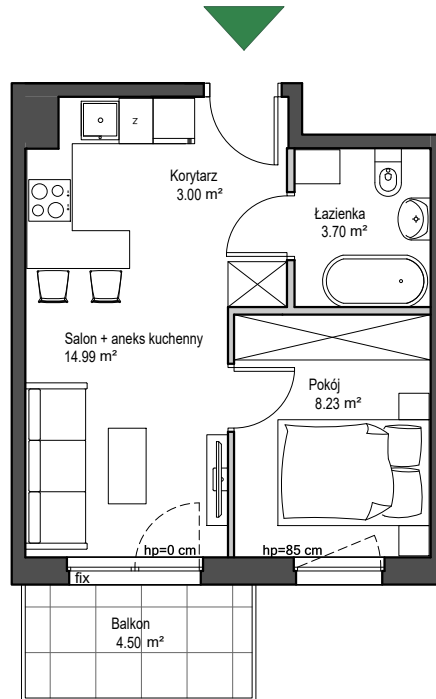 z
Korytarz
3.00 m²
Łazienka
3.70 m²
Salon + aneks kuchenny
14.99 m²
Pokój
8.23 m²
hp=0 cm
hp=85 cm
fix
Balkon
4.50 m²